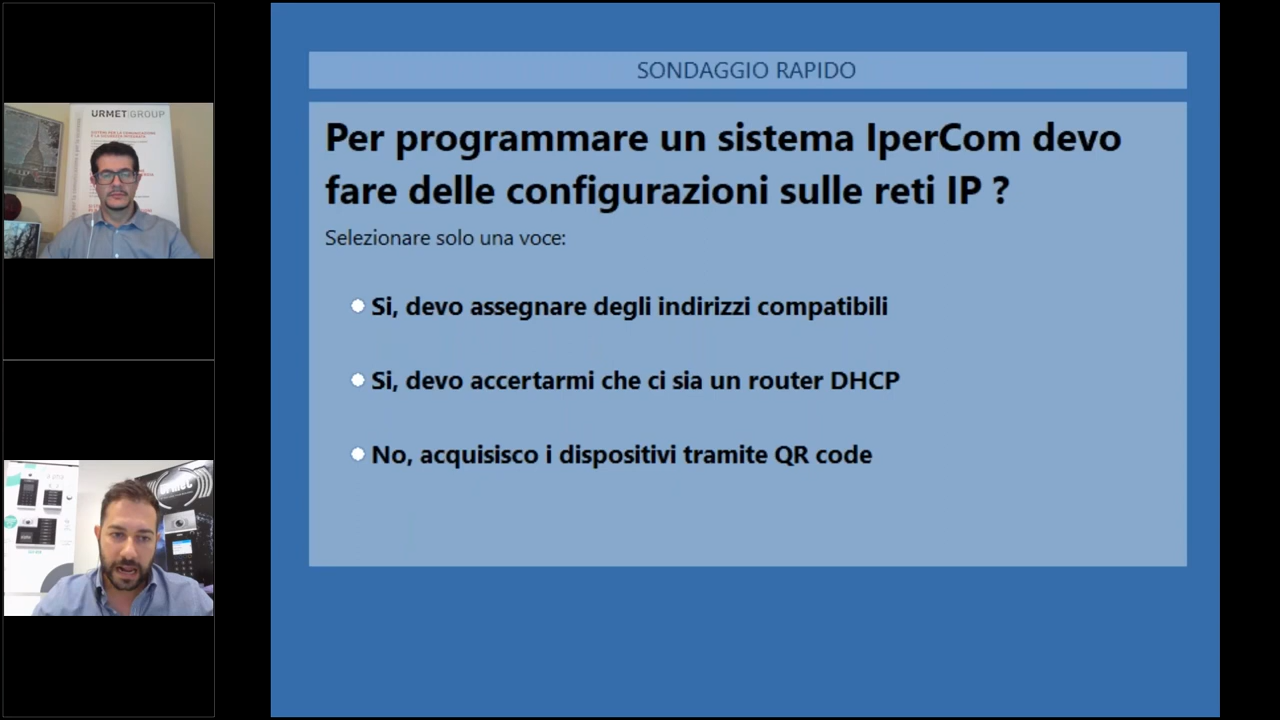 URMET GROUP
SONDAGGIO RAPIDO
Per programmare un sistema IperCom devo
fare delle configurazioni sulle reti IP ?
Selezionare solo una voce:
Si, devo assegnare degli indirizzi compatibili
Si, devo accertarmi che ci sia un router DHCP
No, acquisisco i dispositivi tramite QR code